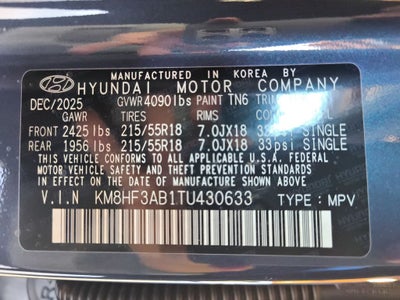 MANUFACTURED IN KOREA BY
HYUNDAI MOTOR COMPANY
DEC/2025 GVWR 4090lbs PAINT TN6
GAWR TIRES RIMS
FRONT 2425lbs 215/55R18 7.0JX18 SINGLE
REAR 1956lbs 215/55R18 7.0JX18 33psi SINGLE
THIS VEHICLE CONFORMS TO ALL APPLICABLE U.S.A. FEDERAL
MOTOR VEHICLE SAFETY, BUMPER, AND THEFT PREVENTION
STANDARDS IN EFFECT ON THE DATE OF MANUFACTURE SHOWN ABOVE.
V.I.N KM8HF3AB1TU430633 TYPE: MPV